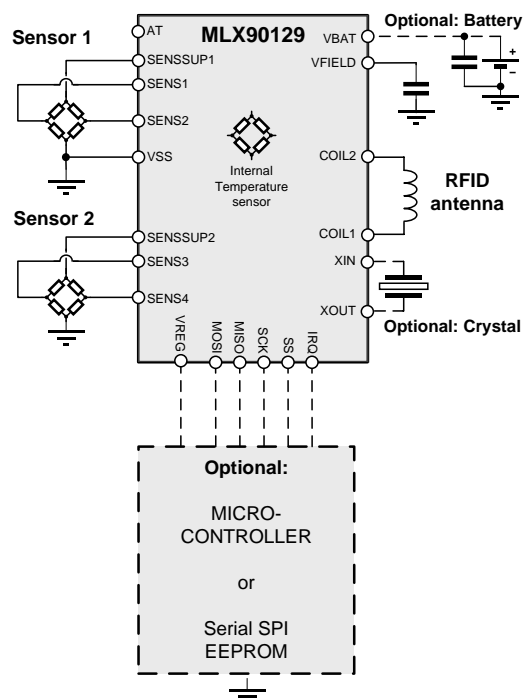 MLX90129
Optional: Battery
Sensor 1
AT
SENSSUP1
SENS1
SENS2
VSS
VBAT
VFIELD
+
−
Internal
Temperature
sensor
COIL2
COIL1
RFID
antenna
Sensor 2
SENSSUP2
SENS3
SENS4
XIN
XOUT
Optional: Crystal
VREG
MOSI
MISO
SCK
SS
IRQ
Optional:
MICRO-
CONTROLLER
or
Serial SPI
EEPROM